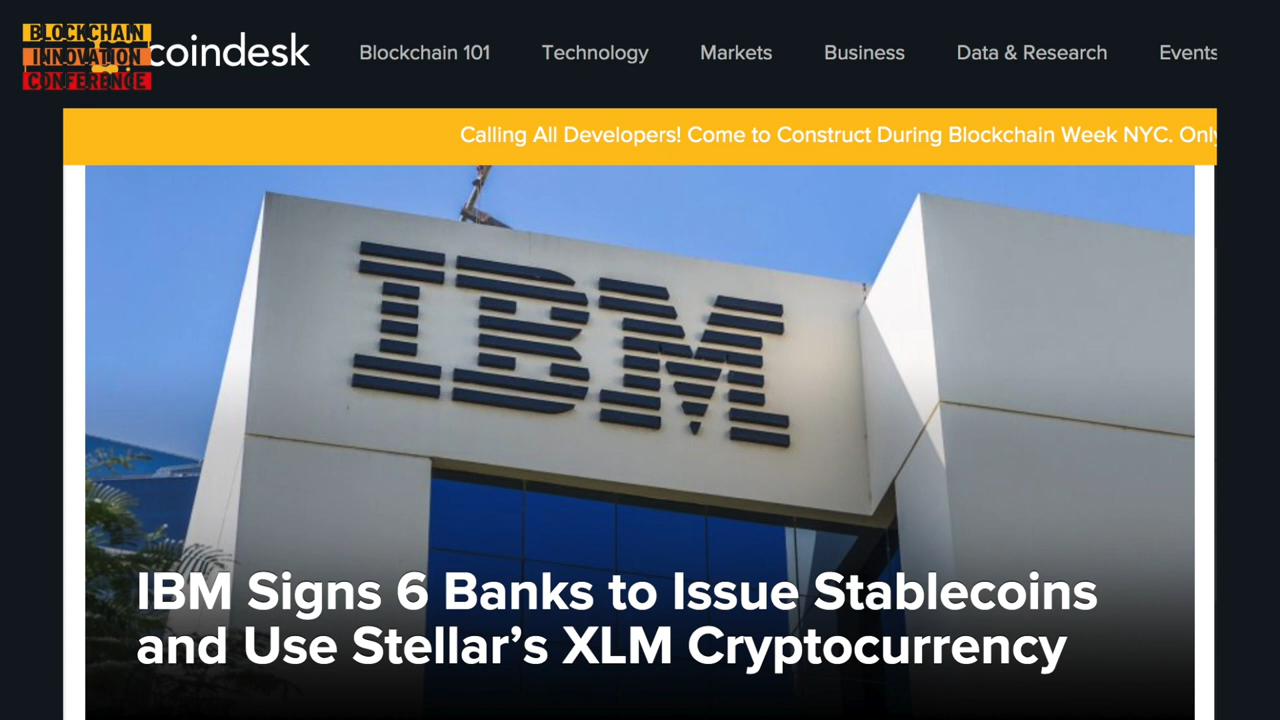 BLOCKCHAIN
INNOVATION
CONFERENCE
coindesk
Blockchain 101 Technology Markets Business Data & Research Events
Calling All Developers! Come to Construct During Blockchain Week NYC. Only
IBM
IBM Signs 6 Banks to Issue Stablecoins
and Use Stellar’s XLM Cryptocurrency